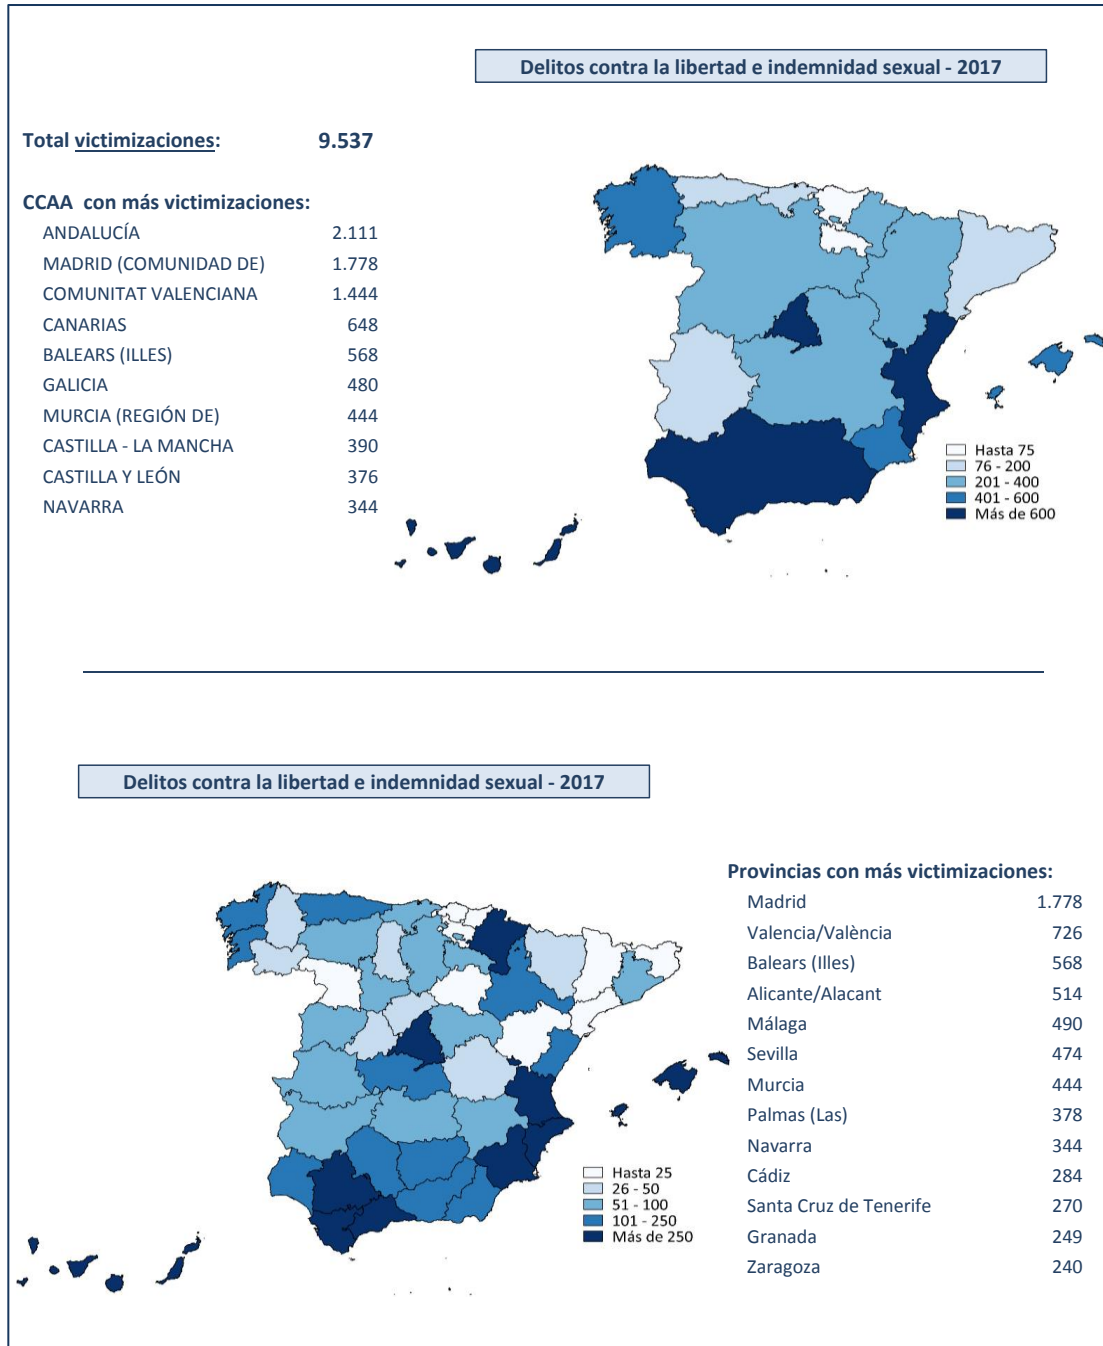 Delitos contra la libertad e indemnidad sexual - 2017
Total victimizaciones: 9.537
CCAA con más victimizaciones:
ANDALUCÍA 2.111
MADRID (COMUNIDAD DE) 1.778
COMUNITAT VALENCIANA 1.444
CANARIAS 648
BALEARS (ILLES) 568
GALICIA 480
MURCIA (REGIÓN DE) 444
CASTILLA - LA MANCHA 390
CASTILLA Y LEÓN 376
NAVARRA 344
Hasta 75
76 - 200
201 - 400
401 - 600
Más de 600
Delitos contra la libertad e indemnidad sexual - 2017
Provincias con más victimizaciones:
Madrid 1.778
Valencia/València 726
Balears (Illes) 568
Alicante/Alacant 514
Málaga 490
Sevilla 474
Murcia 444
Palmas (Las) 378
Navarra 344
Cádiz 284
Santa Cruz de Tenerife 270
Granada 249
Zaragoza 240
Hasta 25
26 - 50
51 - 100
101 - 250
Más de 250